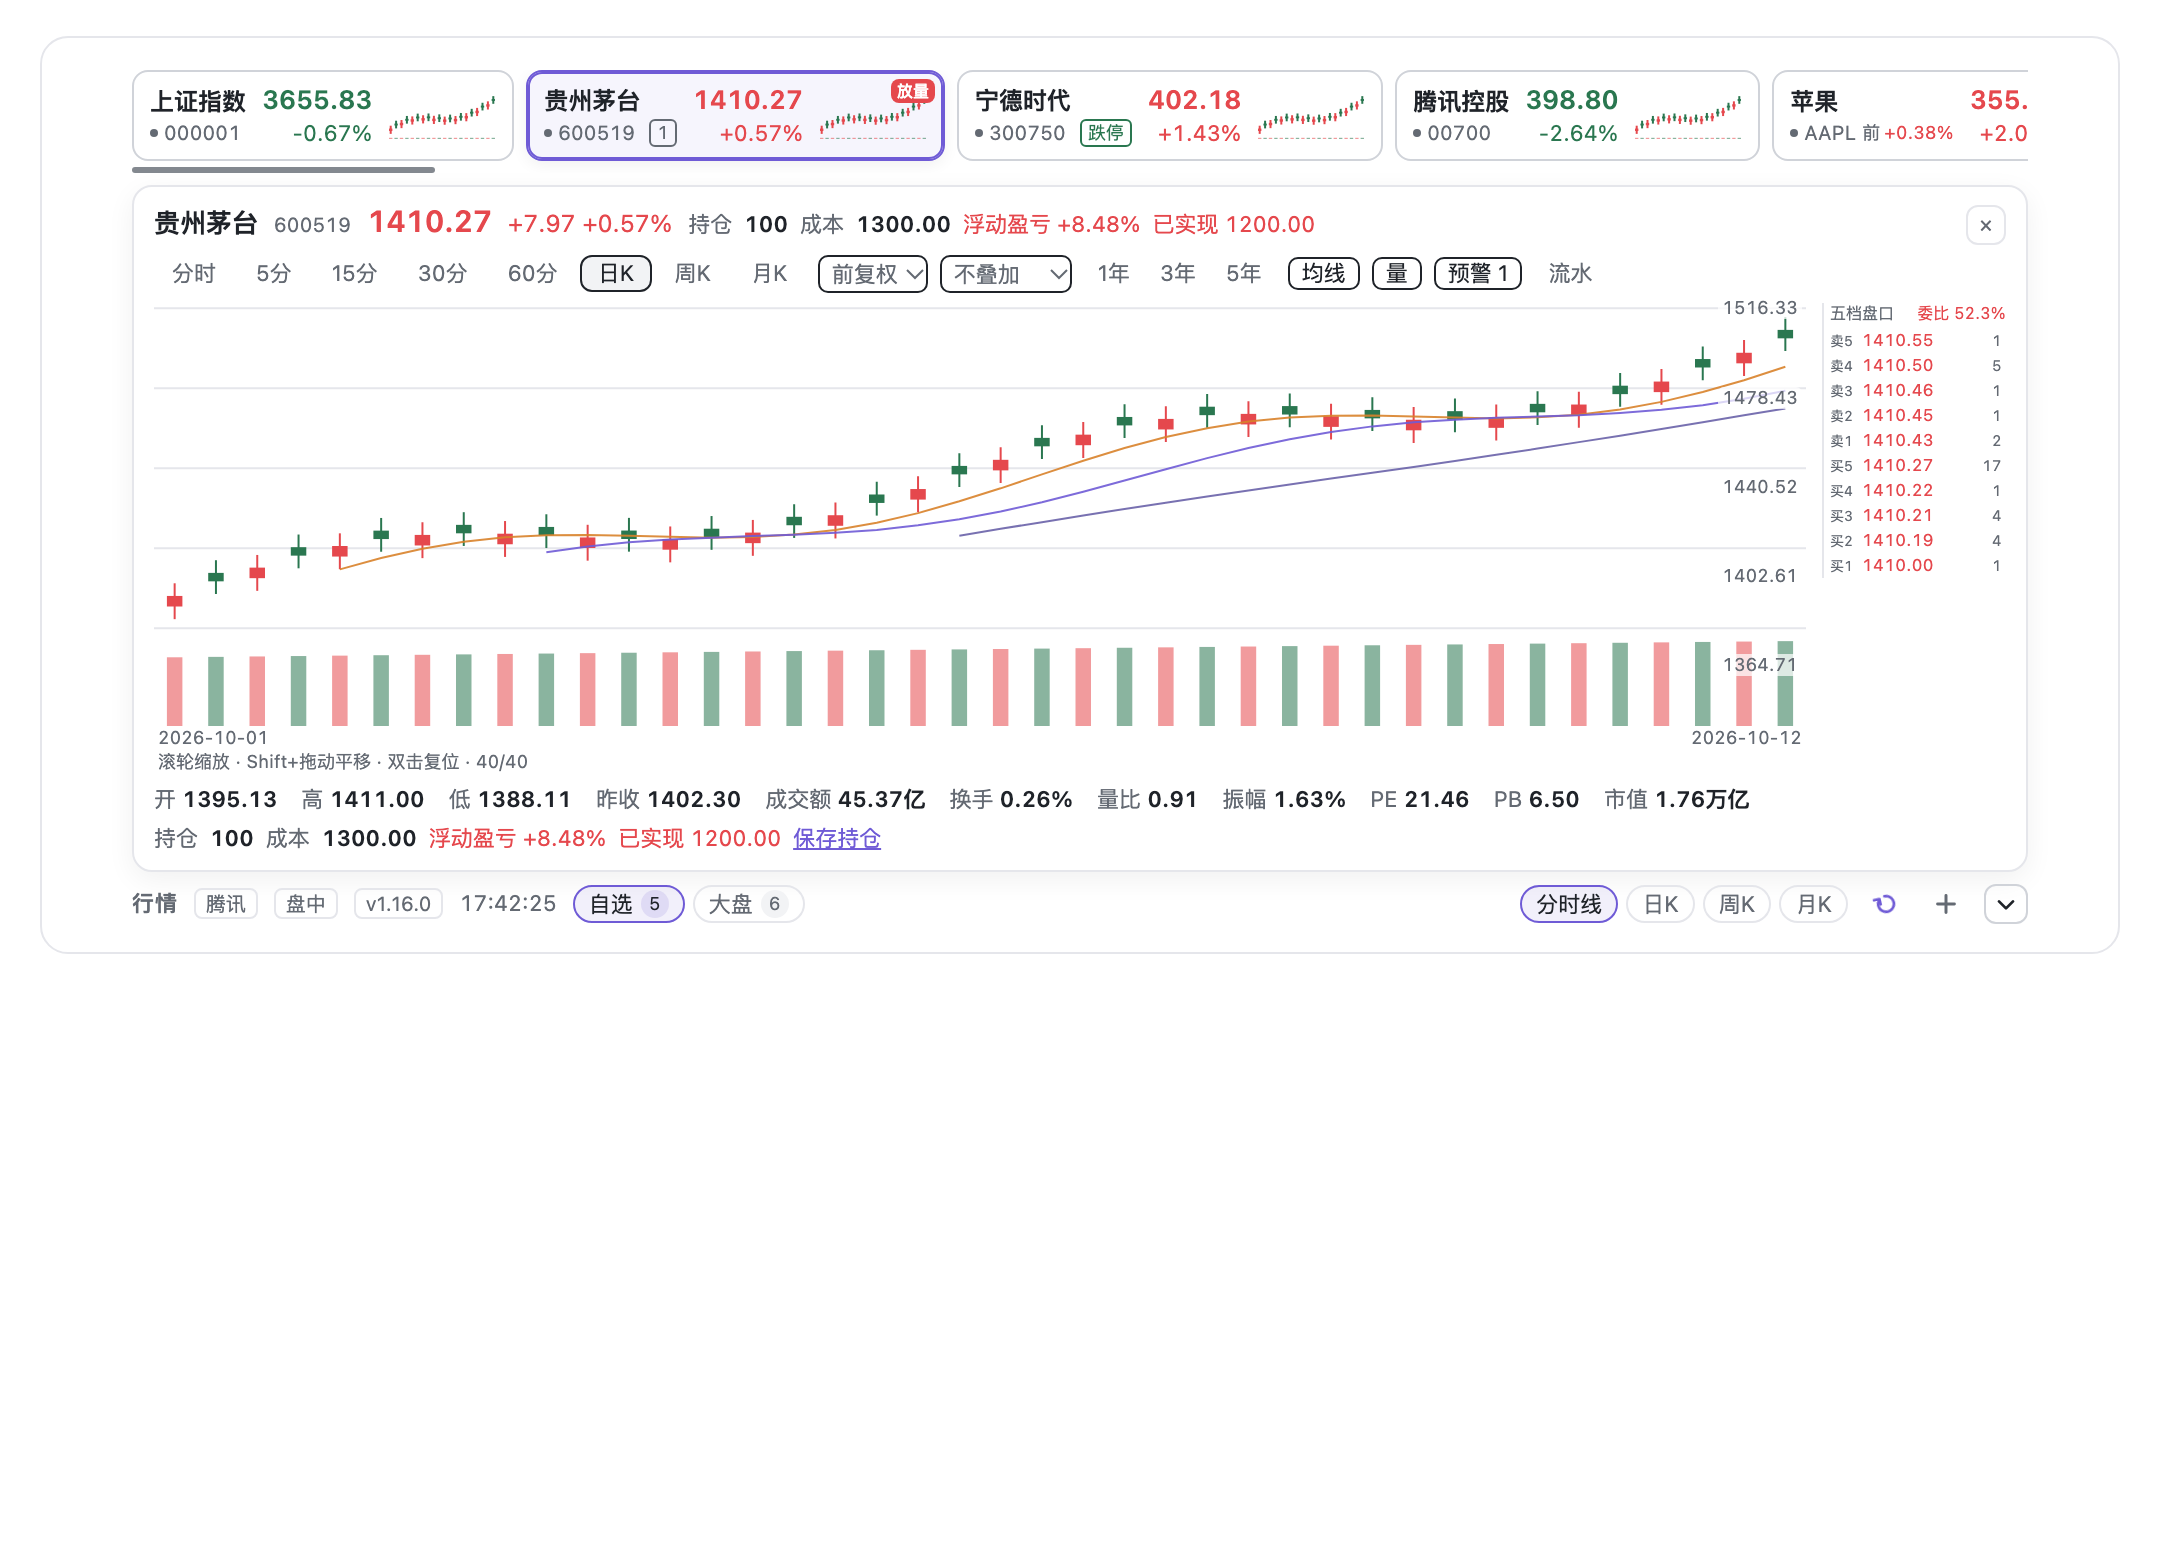 上证指数 3655.83
000001 -0.67%
贵州茅台 1410.27 放量
600519 1 +0.57%
宁德时代 402.18
300750 跌停 +1.43%
腾讯控股 398.80
00700 -2.64%
苹果 355.
AAPL 前+0.38% +2.0
贵州茅台 600519 1410.27 +7.97 +0.57% 持仓 100 成本 1300.00 浮动盈亏 +8.48% 已实现 1200.00 ×
分时 5分 15分 30分 60分 日K 周K 月K 前复权 不叠加 1年 3年 5年 均线 量 预警 1 流水
1516.33
1478.43
1440.52
1402.61
1364.71
五档盘口 委比 52.3%
卖5 1410.55 1
卖4 1410.50 5
卖3 1410.46 1
卖2 1410.45 1
卖1 1410.43 2
买5 1410.27 17
买4 1410.22 1
买3 1410.21 4
买2 1410.19 4
买1 1410.00 1
2026-10-01 2026-10-12
滚轮缩放 · Shift+拖动平移 · 双击复位 · 40/40
开 1395.13 高 1411.00 低 1388.11 昨收 1402.30 成交额 45.37亿 换手 0.26% 量比 0.91 振幅 1.63% PE 21.46 PB 6.50 市值 1.76万亿
持仓 100 成本 1300.00 浮动盈亏 +8.48% 已实现 1200.00 保存持仓
行情 腾讯 盘中 v1.16.0 17:42:25 自选 5 大盘 6 分时线 日K 周K 月K